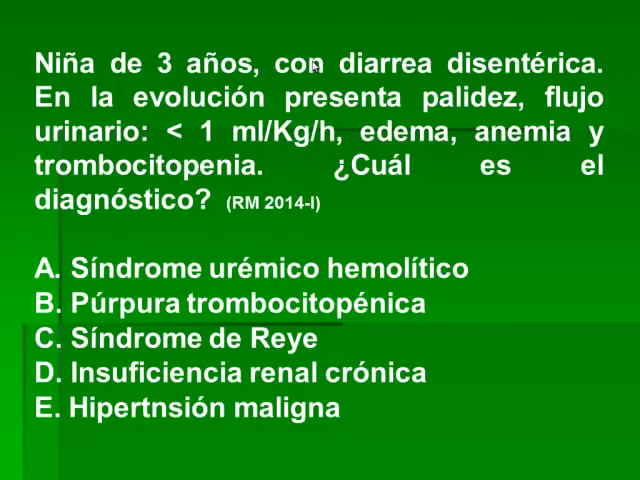 Niña de 3 años, con diarrea disentérica.
En la evolución presenta palidez, flujo
urinario: < 1 ml/Kg/h, edema, anemia y
trombocitopenia. ¿Cuál es el
diagnóstico? (RM 2014-I)
A. Síndrome urémico hemolítico
B. Púrpura trombocitopénica
C. Síndrome de Reye
D. Insuficiencia renal crónica
E. Hipertnsión maligna